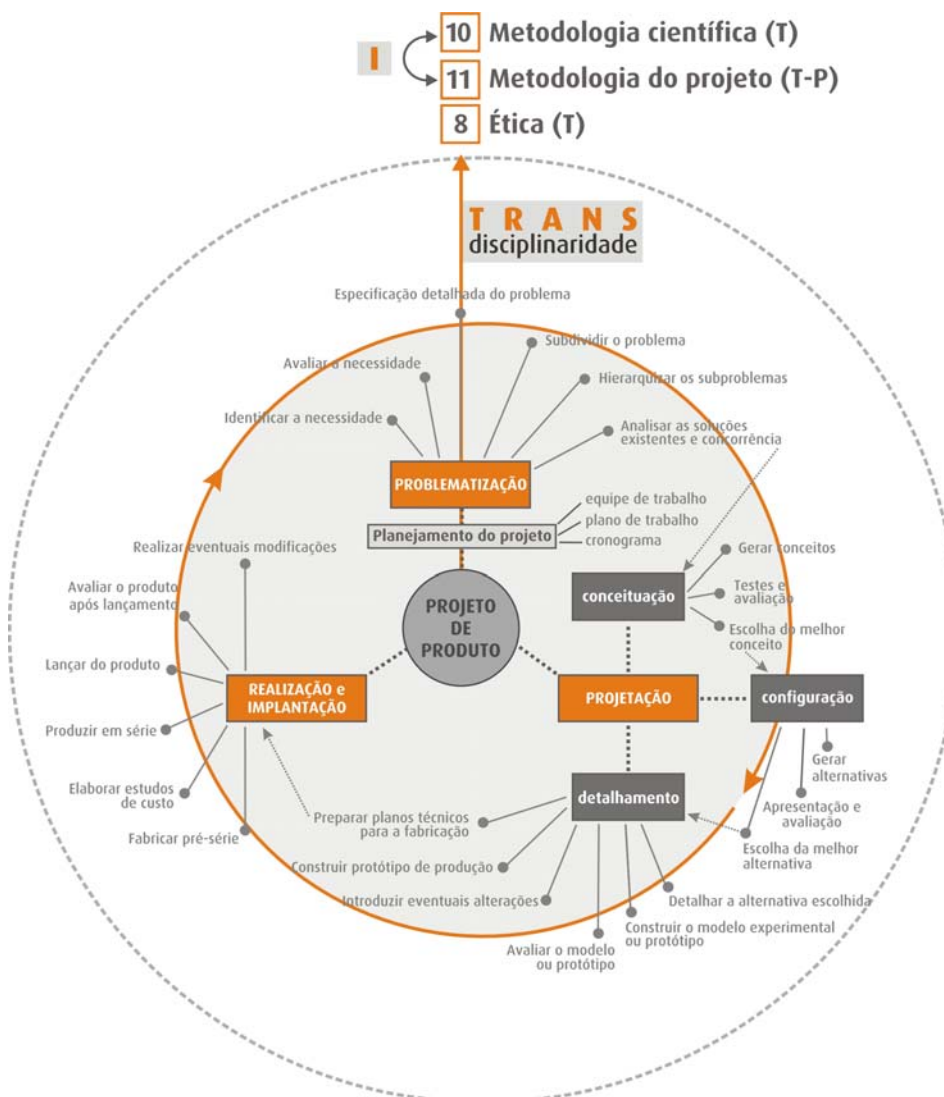 10 Metodologia científica (T)
I
11 Metodologia do projeto (T-P)
8 Ética (T)
TRANS
disciplinaridade
Especificação detalhada do problema
Subdividir o problema
Avaliar a necessidade
Hierarquizar os subproblemas
Identificar a necessidade
Analisar as soluções
existentes e concorrência
PROBLEMATIZAÇÃO
equipe de trabalho
Planejamento do projeto
plano de trabalho
cronograma
Realizar eventuais modificações
Gerar conceitos
Avaliar o produto
após lançamento
conceituação
Testes e
avaliação
PROJETO
DE
PRODUTO
Escolha do melhor
conceito
Lançar do produto
REALIZAÇÃO e
IMPLANTAÇÃO
PROJETAÇÃO
configuração
Produzir em série
Gerar
alternativas
Elaborar estudos
de custo
detalhamento
Apresentação e
avaliação
Fabricar pré-série
Preparar planos técnicos
para a fabricação
Escolha da melhor
alternativa
Construir protótipo de produção
Introduzir eventuais alterações
Detalhar a alternativa escolhida
Avaliar o modelo
ou protótipo
Construir o modelo experimental
ou protótipo